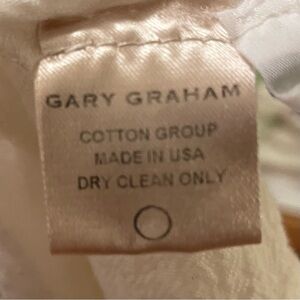 GARY GRAHAM
COTTON GROUP
MADE IN USA
DRY CLEAN ONLY